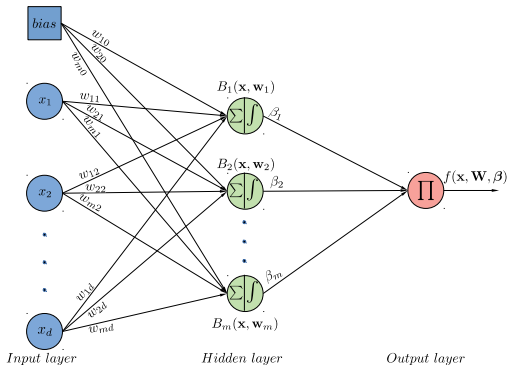 bias
w₁₀
w₂₀
wₘ₀
B₁(x, w₁)
x₁
w₁₁
w₂₁
wₘ₁
∑ ∫
β₁
B₂(x, w₂)
x₂
w₁₂
w₂₂
wₘ₂
∑ ∫
β₂
∏
f(x, W, β)
w₁d
w₂d
wₘd
∑ ∫
βₘ
Bₘ(x, wₘ)
x_d
Input layer
Hidden layer
Output layer